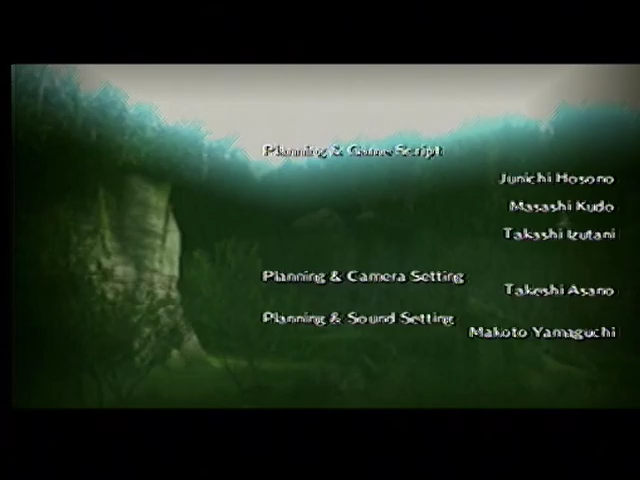 Planning & Game Script
Junichi Hosono
Masashi Kudo
Takashi Izutani
Planning & Camera Setting
Takeshi Asano
Planning & Sound Setting
Makoto Yamaguchi